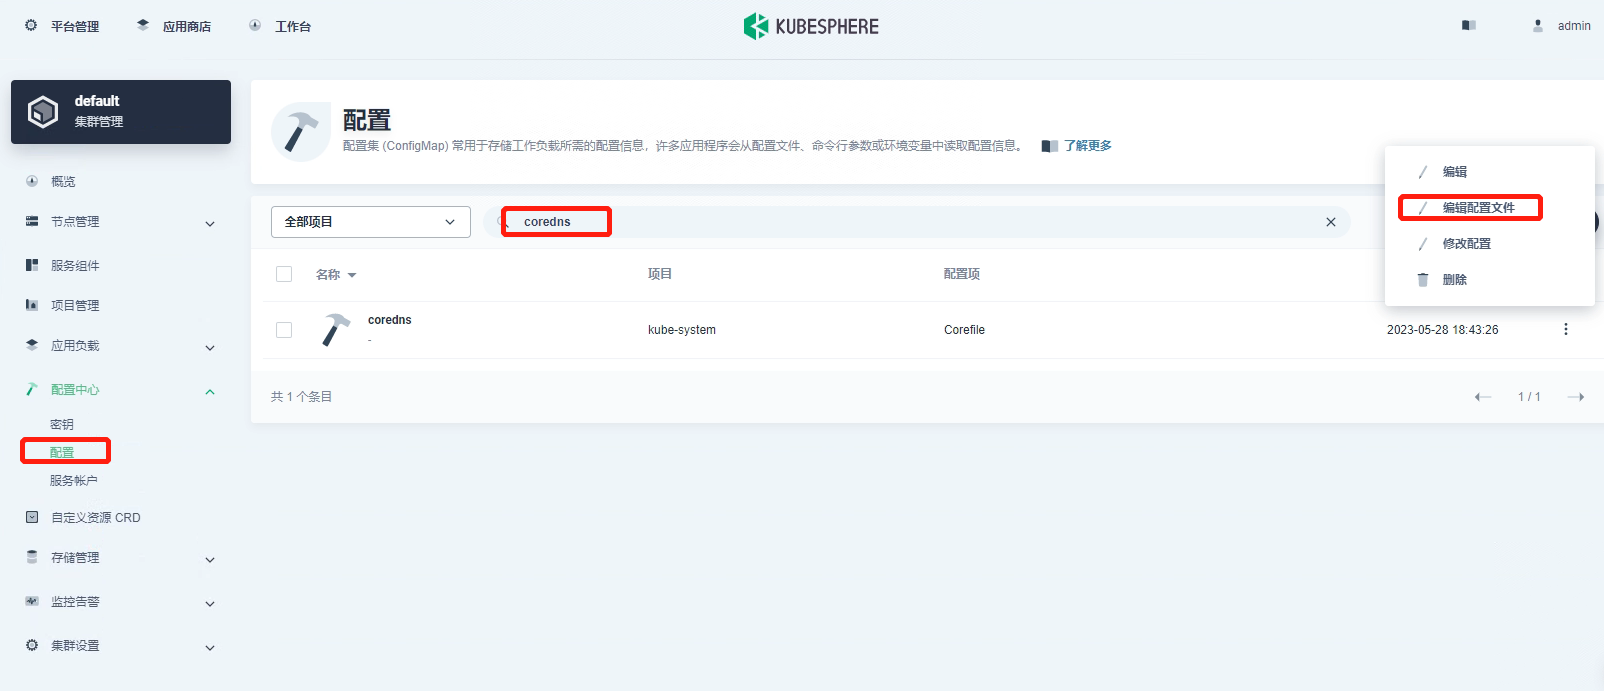 平台管理
应用商店
工作台
KUBESPHERE
admin
default
集群管理
概览
节点管理
服务组件
项目管理
应用负载
配置中心
密钥
配置
服务帐户
自定义资源 CRD
存储管理
监控告警
集群设置
配置
配置集 (ConfigMap) 常用于存储工作负载所需的配置信息，许多应用程序会从配置文件、命令行参数或环境变量中读取配置信息。 了解更多
全部项目
coredns
编辑
编辑配置文件
修改配置
删除
名称 项目 配置项
coredns
-
kube-system
Corefile
2023-05-28 18:43:26
共 1 个条目
1 / 1